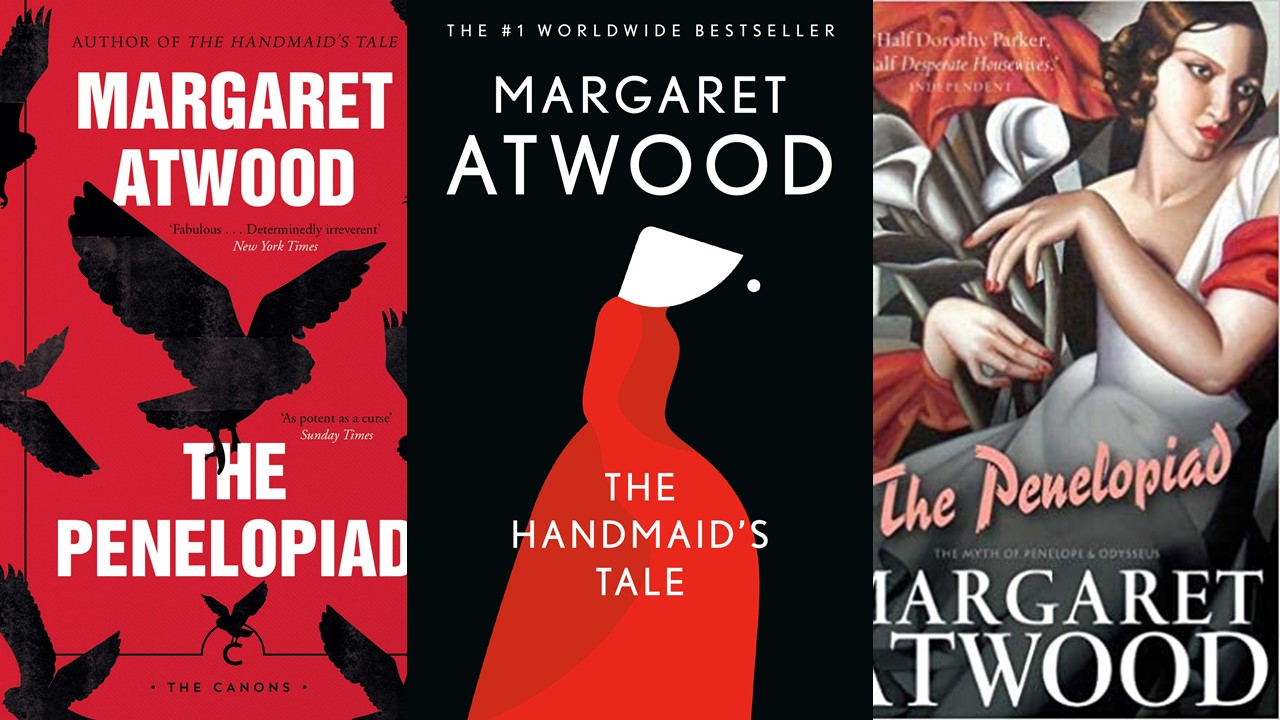 AUTHOR OF THE HANDMAID'S TALE
MARGARET
ATWOOD
'Fabulous . . . Determinedly irreverent'
New York Times
'As potent as a curse'
Sunday Times
THE
PENELOPIAD
C
• THE CANONS •
THE #1 WORLDWIDE BESTSELLER
MARGARET
ATWOOD
THE
HANDMAID'S
TALE
'Half Dorothy Parker,
alf Desperate Housewives.'
INDEPENDENT
The Penelopiad
THE MYTH OF PENELOPE & ODYSSEUS
MARGARET
ATWOOD